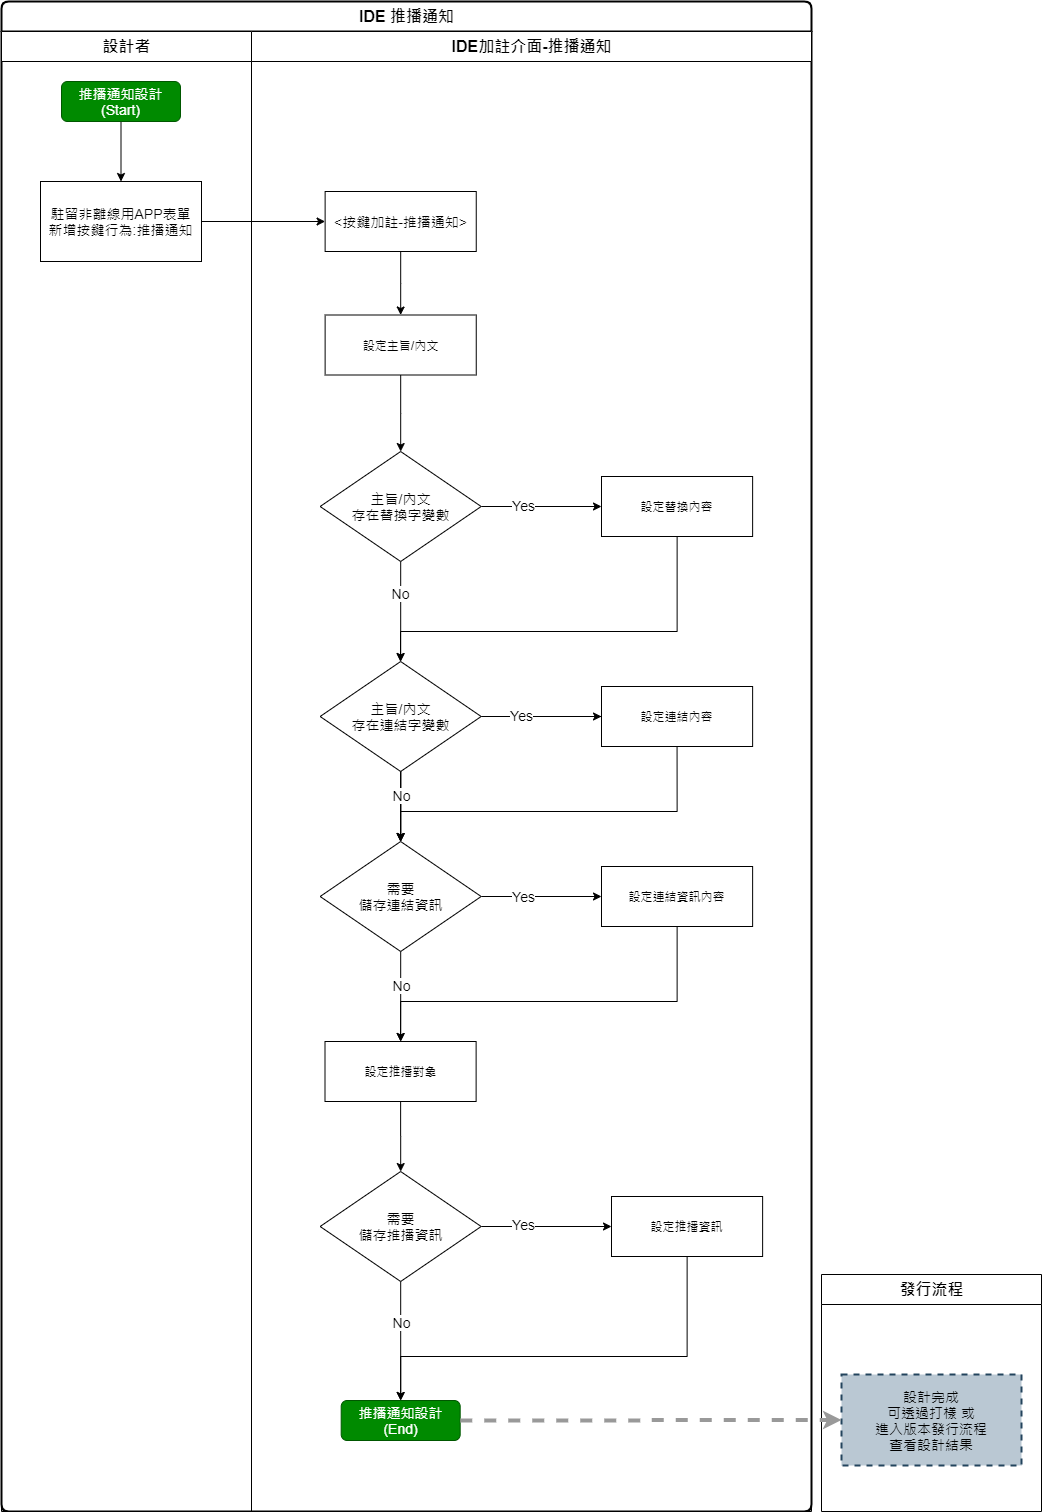 IDE 推播通知
設計者
IDE加註介面-推播通知
推播通知設計
(Start)
駐留非離線用APP表單
新增按鍵行為:推播通知
<按鍵加註-推播通知>
設定主旨/內文
主旨/內文
存在替換字變數
Yes
設定替換內容
No
主旨/內文
存在連結字變數
Yes
設定連結內容
No
需要
儲存連結資訊
Yes
設定連結資訊內容
No
設定推播對象
需要
儲存推播資訊
Yes
設定推播資訊
No
推播通知設計
(End)
發行流程
設計完成
可透過打樣 或
進入版本發行流程
查看設計結果